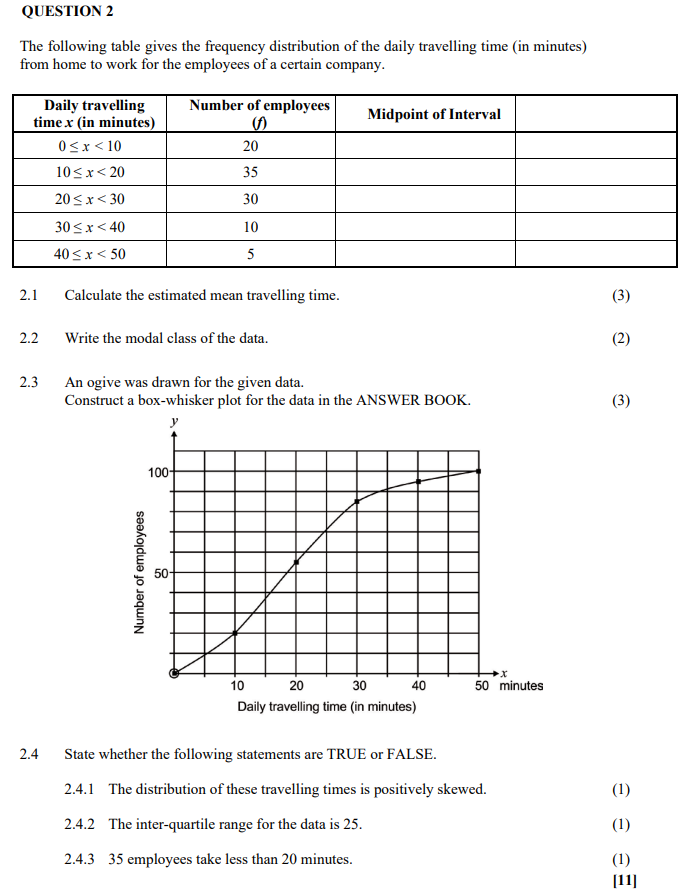 QUESTION 2
The following table gives the frequency distribution of the daily travelling time (in minutes)
from home to work for the employees of a certain company.
Daily travelling time x (in minutes) Number of employees (f) Midpoint of Interval
0 ≤ x < 10 20
10 ≤ x < 20 35
20 ≤ x < 30 30
30 ≤ x < 40 10
40 ≤ x < 50 5
2.1 Calculate the estimated mean travelling time. (3)
2.2 Write the modal class of the data. (2)
2.3 An ogive was drawn for the given data.
Construct a box-whisker plot for the data in the ANSWER BOOK. (3)
y
100
50
Number of employees
x
10 20 30 40 50 minutes
Daily travelling time (in minutes)
2.4 State whether the following statements are TRUE or FALSE.
2.4.1 The distribution of these travelling times is positively skewed. (1)
2.4.2 The inter-quartile range for the data is 25. (1)
2.4.3 35 employees take less than 20 minutes. (1)
[11]